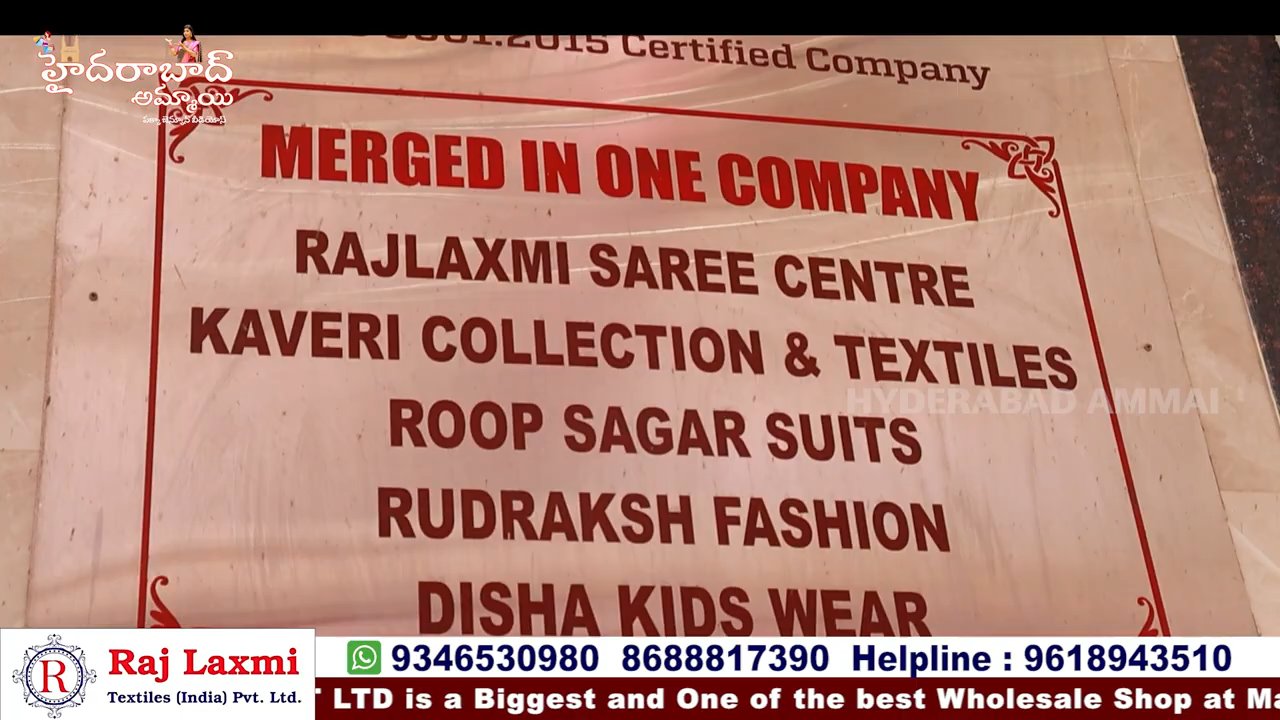 హైదరాబాద్
అమ్మాయి
2015 Certified Company
MERGED IN ONE COMPANY
RAJLAXMI SAREE CENTRE
KAVERI COLLECTION & TEXTILES
HYDERABAD AMMAI
ROOP SAGAR SUITS
RUDRAKSH FASHION
DISHA KIDS WEAR
R
Raj Laxmi
Textiles (India) Pvt. Ltd.
9346530980 8688817390 Helpline : 9618943510
LTD is a Biggest and One of the best Wholesale Shop at